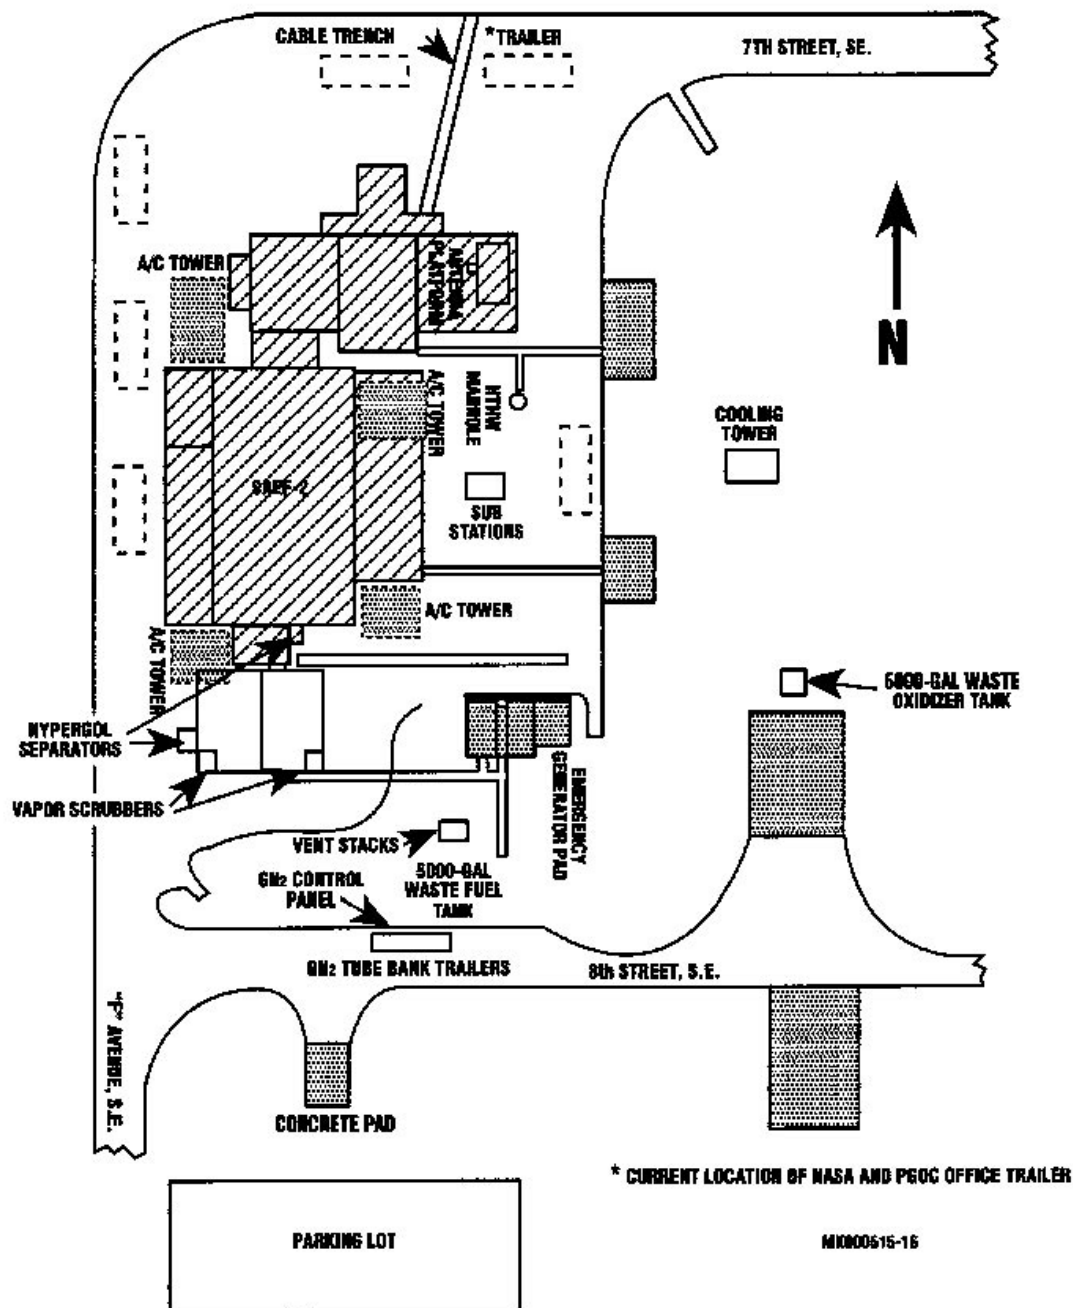 CABLE TRENCH
*TRAILER
7TH STREET, SE.
A/C TOWER
ANTENNA
PLATFORM
N
A/C TOWER
HTHW
MANHOLE
COOLING
TOWER
SAEF-2
SUB
STATIONS
A/C TOWER
A/C TOWER
HYPERGOL
SEPARATORS
5000-GAL WASTE
OXIDIZER TANK
VAPOR SCRUBBERS
EMERGENCY
GENERATOR PAD
VENT STACKS
5000-GAL
WASTE FUEL
TANK
GN2 CONTROL
PANEL
GN2 TUBE BANK TRAILERS
8th STREET, S.E.
"F" AVENUE, S.E.
CONCRETE PAD
* CURRENT LOCATION OF NASA AND PGOC OFFICE TRAILER
PARKING LOT